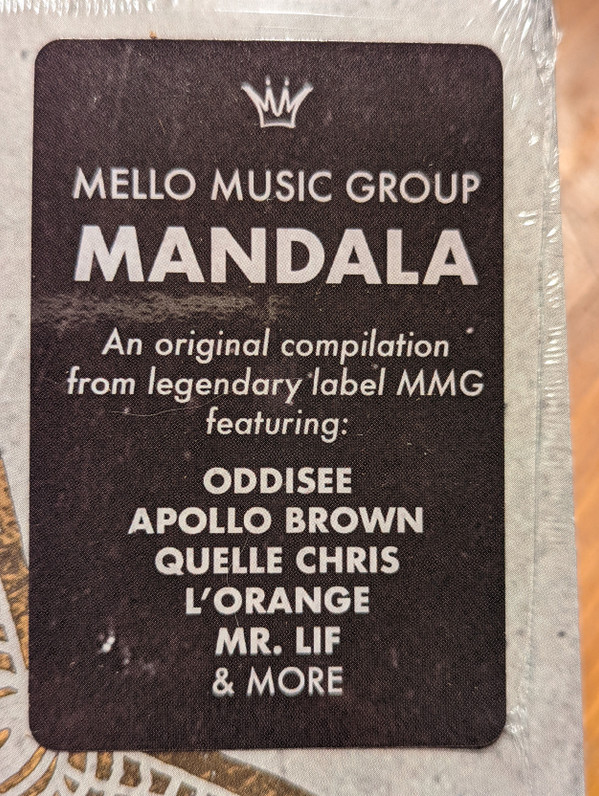 MELLO MUSIC GROUP
MANDALA
An original compilation
from legendary label MMG
featuring:
ODDISEE
APOLLO BROWN
QUELLE CHRIS
L'ORANGE
MR. LIF
& MORE